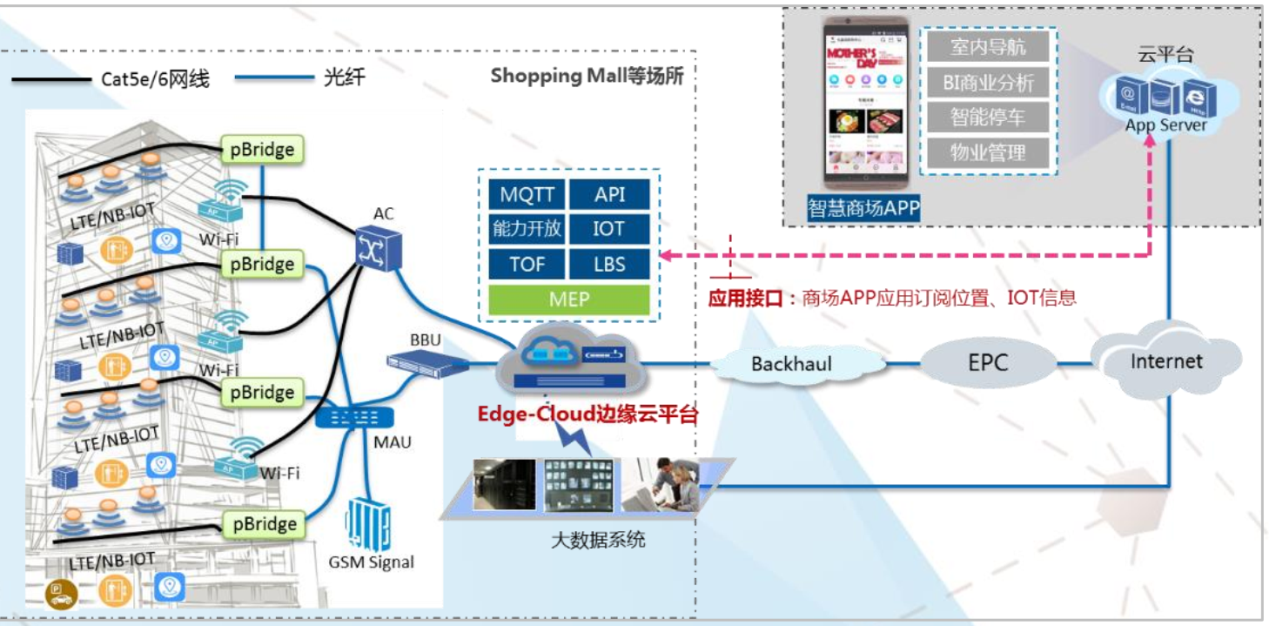 Cat5e/6网线
光纤
Shopping Mall等场所
MOTHER'S
DAY
智慧商场APP
室内导航
BI商业分析
智能停车
物业管理
云平台
App Server
pBridge
LTE/NB-IOT
AP
Wi-Fi
pBridge
LTE/NB-IOT
AP
Wi-Fi
pBridge
LTE/NB-IOT
AP
Wi-Fi
pBridge
LTE/NB-IOT
P
AC
BBU
MAU
GSM Signal
MQTT
API
能力开放
IOT
TOF
LBS
MEP
应用接口：商场APP应用订阅位置、IOT信息
Edge-Cloud边缘云平台
Backhaul
EPC
Internet
大数据系统